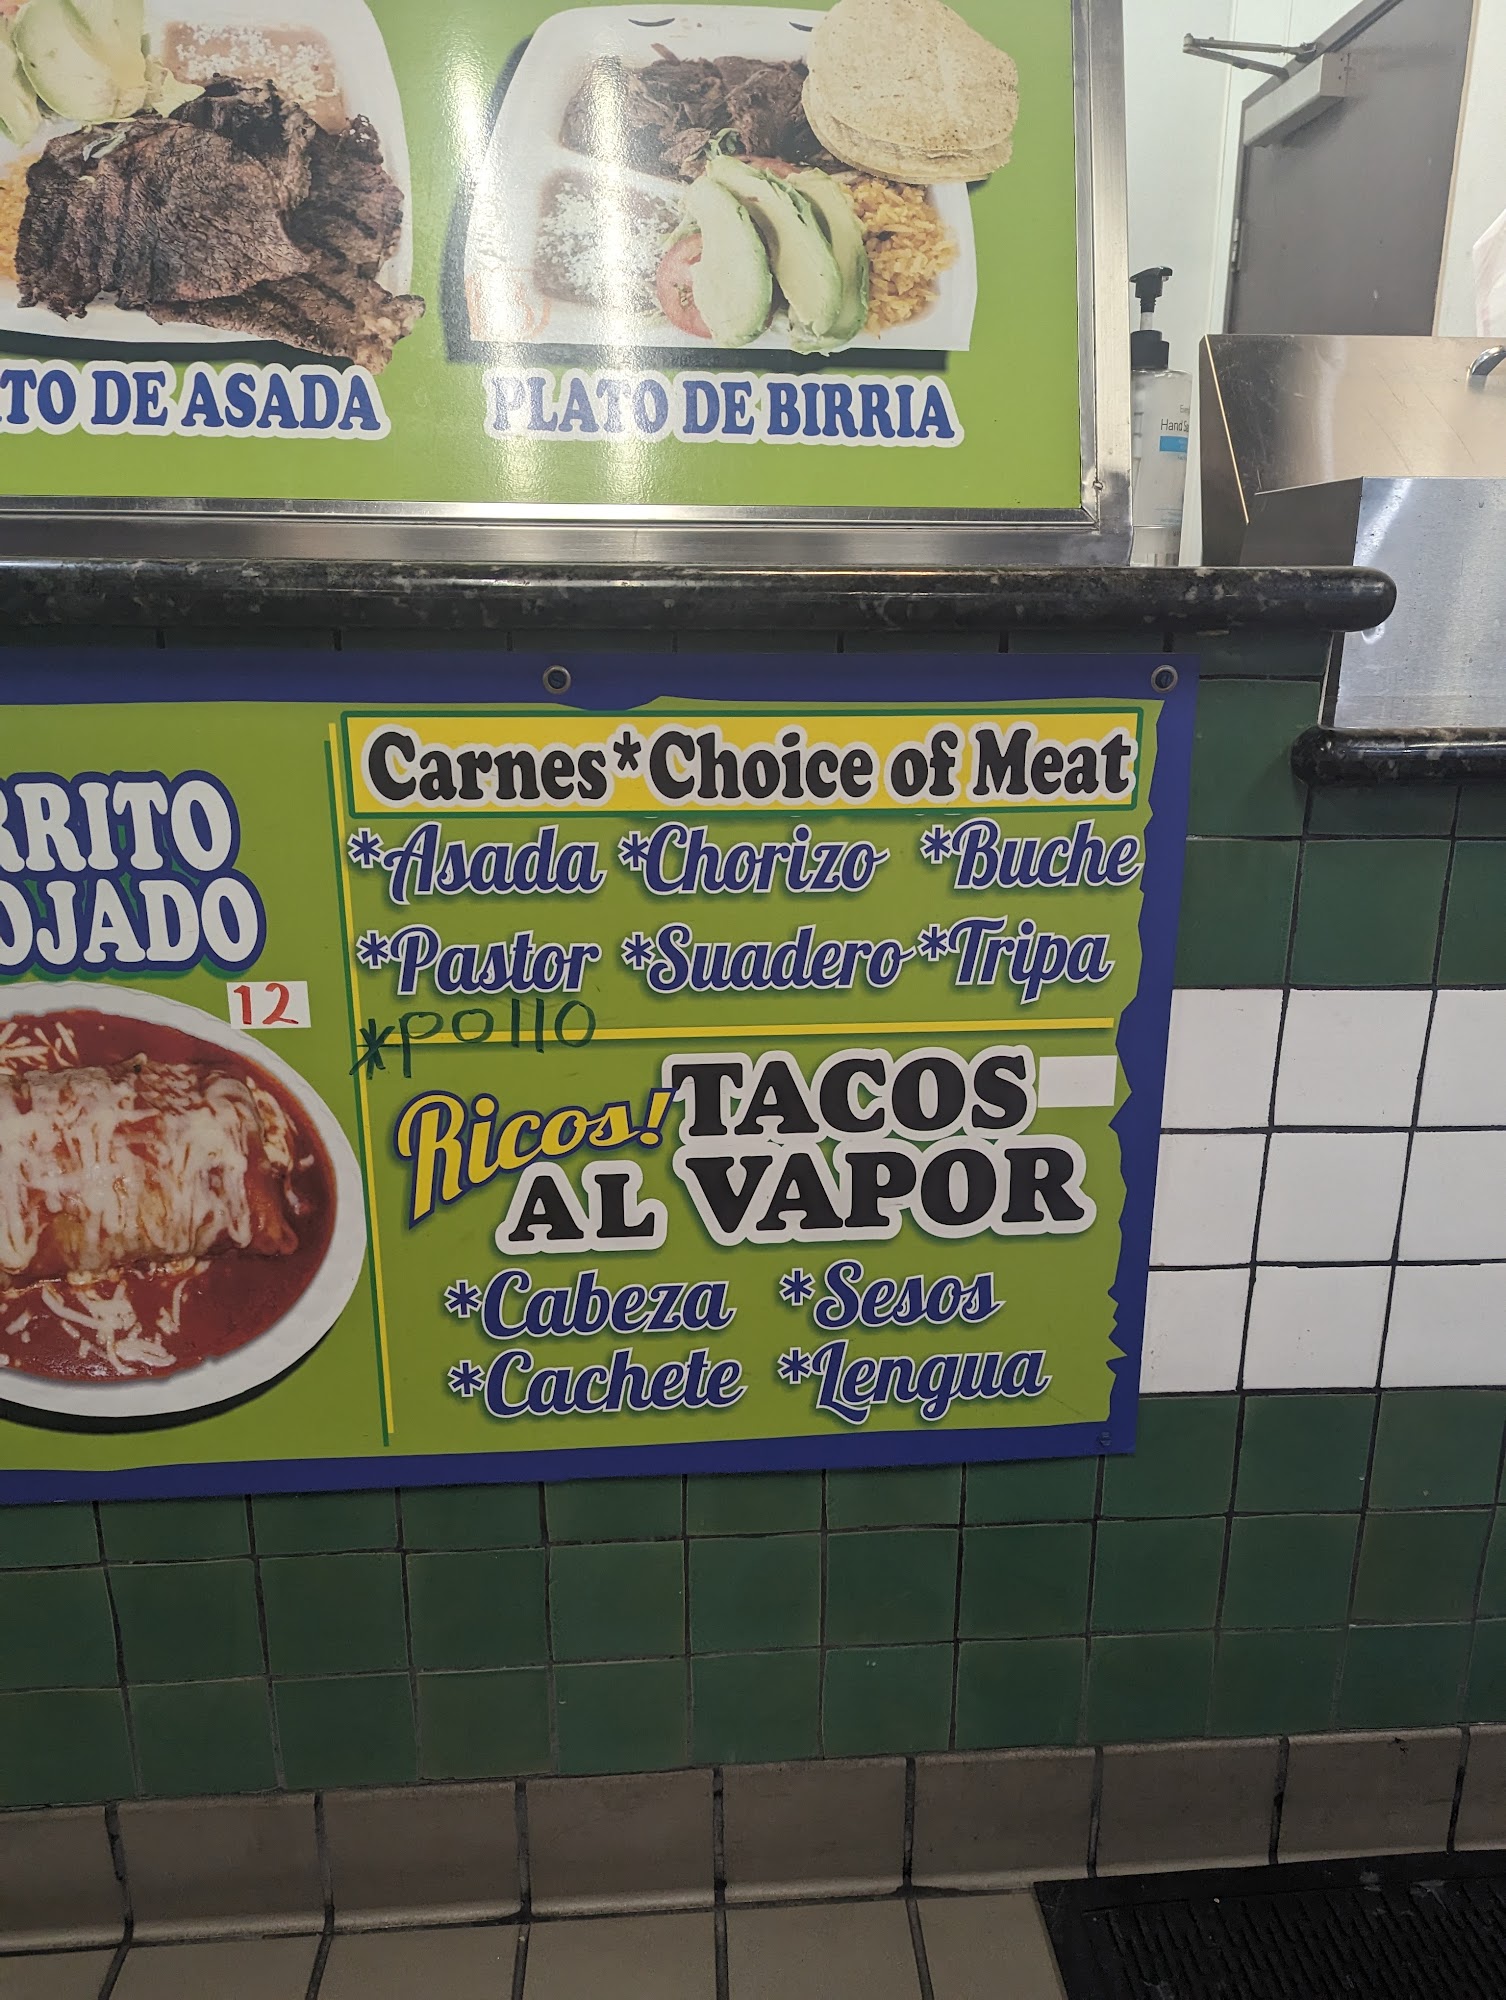 TO DE ASADA
PLATO DE BIRRIA
Hand
RRITO
OJADO
12
Carnes*Choice of Meat
*Asada *Chorizo *Buche
*Pastor *Suadero *Tripa
*pollo
Ricos! TACOS
AL VAPOR
*Cabeza *Sesos
*Cachete *Lengua